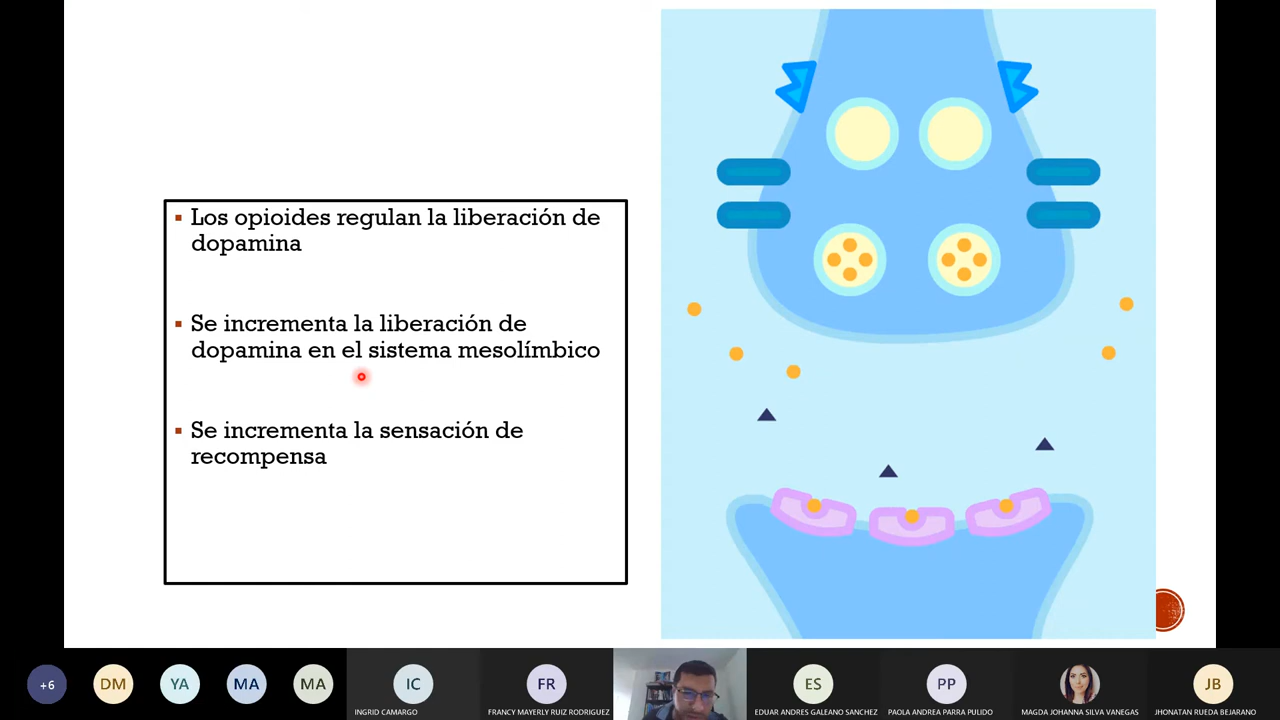 Los opioides regulan la liberación de
dopamina
Se incrementa la liberación de
dopamina en el sistema mesolímbico
Se incrementa la sensación de
recompensa
+6
DM
YA
MA
MA
IC
FR
ES
PP
JB
INGRID CAMARGO
FRANCY MAYERLY RUIZ RODRIGUEZ
EDUAR ANDRES GALEANO SANCHEZ
PAOLA ANDREA PARRA PULIDO
MAGDA JOHANNA SILVA VANEGAS
JHONATAN RUEDA BEJARANO